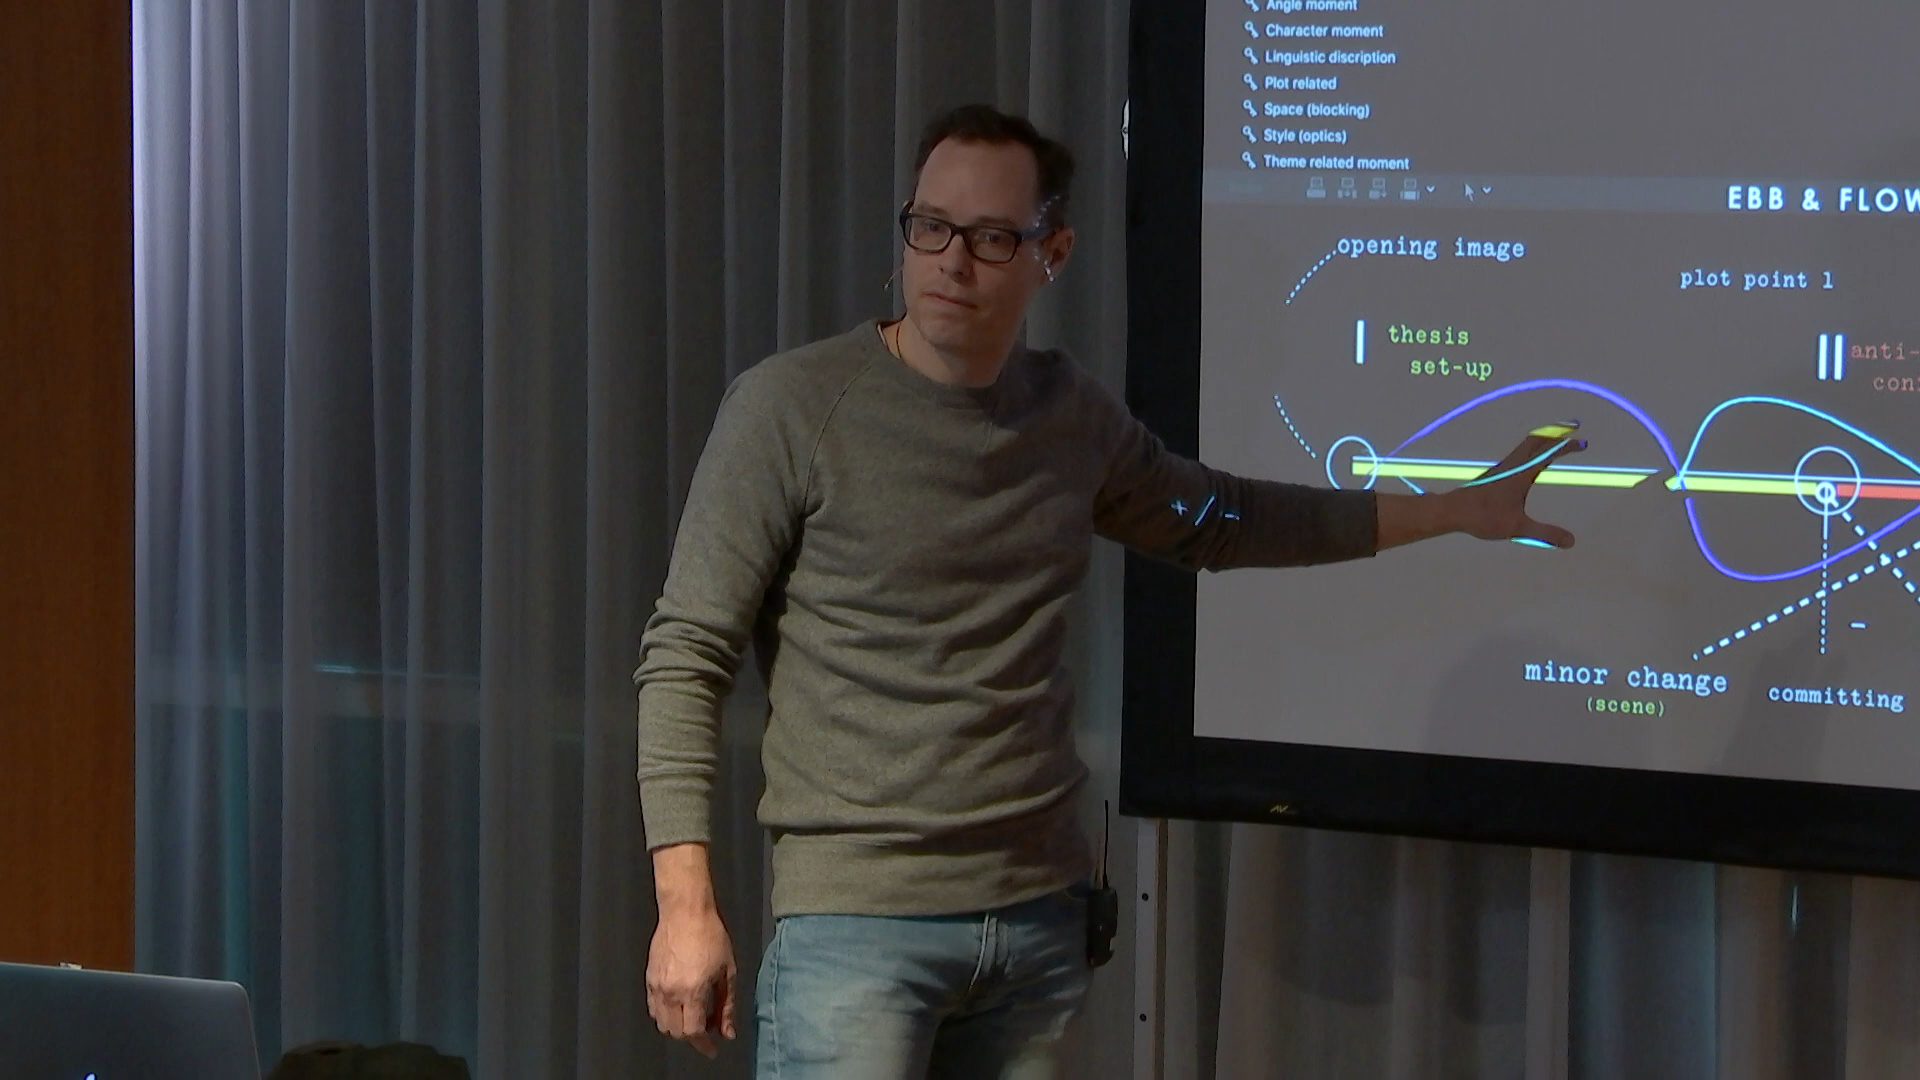 Angle moment
Character moment
Linguistic discription
Plot related
Space (blocking)
Style (optics)
Theme related moment
EBB & FLOW
opening image
plot point 1
I thesis
set-up
II anti-
+/-
-
minor change
(scene)
committing